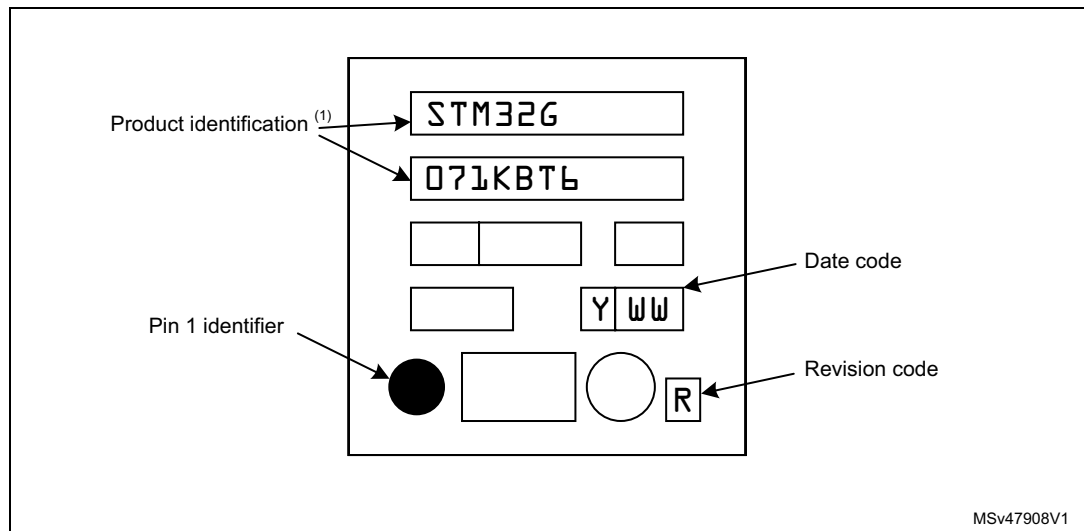 STM32G
Product identification (1)
071KBT6
Date code
Y WW
Pin 1 identifier
Revision code
R
MSv47908V1